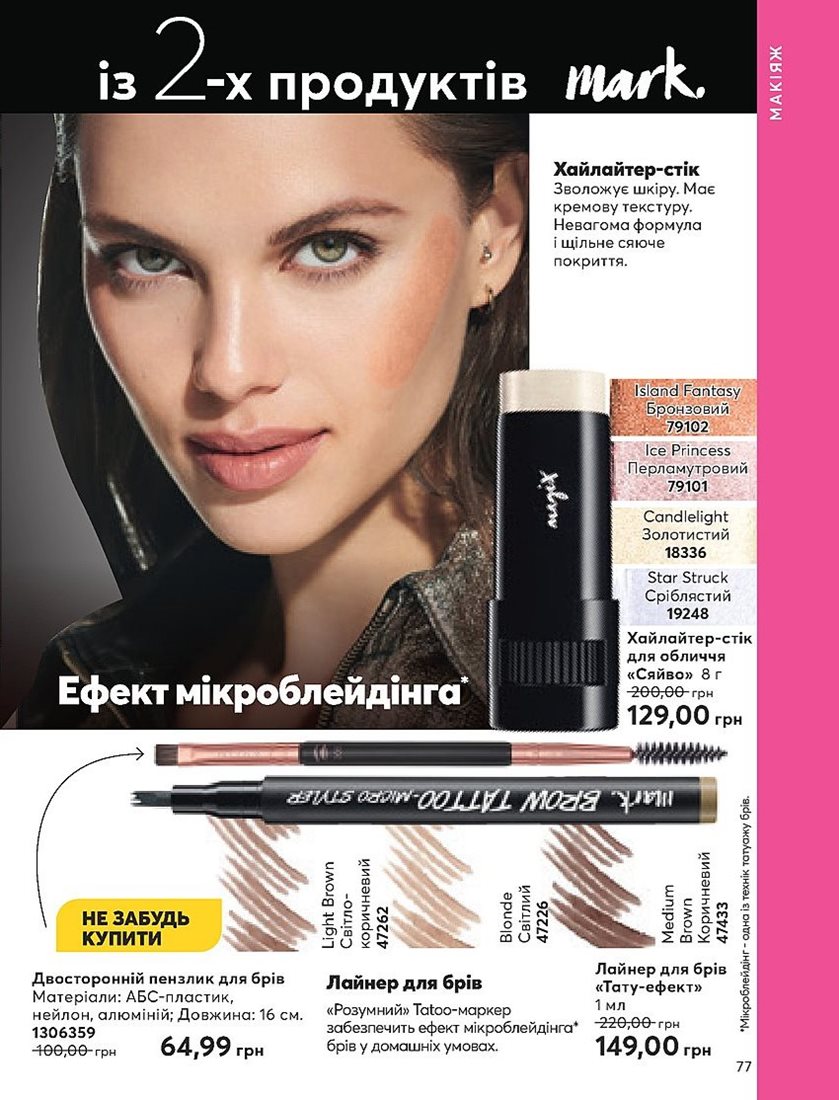 із 2-х продуктів mark.
МАКІЯЖ
Хайлайтер-стік
Зволожує шкіру. Має
кремову текстуру.
Невагома формула
і щільне сяюче
покриття.
magix
Island Fantasy
Бронзовий
79102
Ice Princess
Перламутровий
79101
Candlelight
Золотистий
18336
Star Struck
Сріблястий
19248
Хайлайтер-стік
для обличчя
«Сяйво» 8 г
200,00 грн
129,00 грн
Ефект мікроблейдінга*
mark. BROW TATTOO-MICRO STYLER
НЕ ЗАБУДЬ
КУПИТИ
Light Brown
Світло-
коричневий
47262
Blonde
Світлий
47226
Medium
Brown
Коричневий
47433
*Мікроблейдінг - одна із технік татуажу брів.
Двосторонній пензлик для брів
Матеріали: АБС-пластик,
нейлон, алюміній; Довжина: 16 см.
1306359
100,00 грн
64,99 грн
Лайнер для брів
«Розумний» Tatoo-маркер
забезпечить ефект мікроблейдінга*
брів у домашніх умовах.
Лайнер для брів
«Тату-ефект»
1 мл
220,00 грн
149,00 грн
77